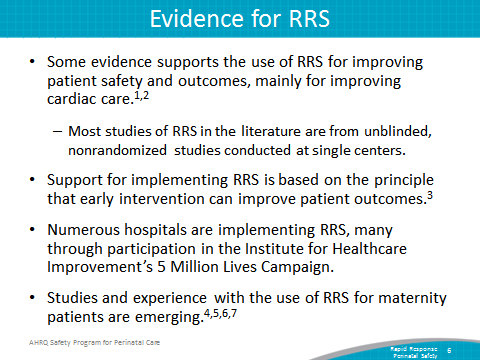 Evidence for RRS
• Some evidence supports the use of RRS for improving
patient safety and outcomes, mainly for improving
cardiac care.1,2
– Most studies of RRS in the literature are from unblinded,
nonrandomized studies conducted at single centers.
• Support for implementing RRS is based on the principle
that early intervention can improve patient outcomes.3
• Numerous hospitals are implementing RRS, many
through participation in the Institute for Healthcare
Improvement’s 5 Million Lives Campaign.
• Studies and experience with the use of RRS for maternity
patients are emerging.4,5,6,7
AHRQ Safety Program for Perinatal Care
Rapid Response
Perinatal Safety
6